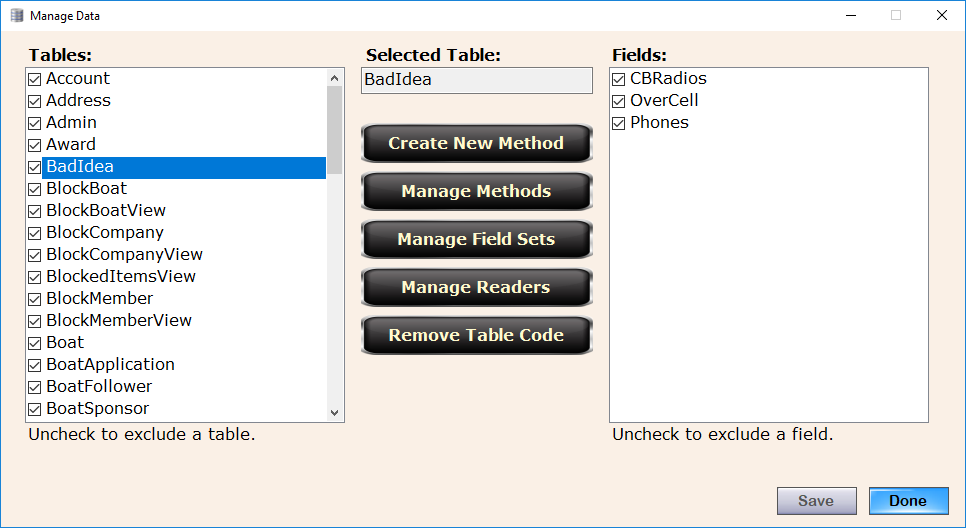 Manage Data
Tables:
Account
Address
Admin
Award
BadIdea
BlockBoat
BlockBoatView
BlockCompany
BlockCompanyView
BlockedItemsView
BlockMember
BlockMemberView
Boat
BoatApplication
BoatFollower
BoatSponsor
Uncheck to exclude a table.
Selected Table:
BadIdea
Create New Method
Manage Methods
Manage Field Sets
Manage Readers
Remove Table Code
Fields:
CBRadios
OverCell
Phones
Uncheck to exclude a field.
Save
Done